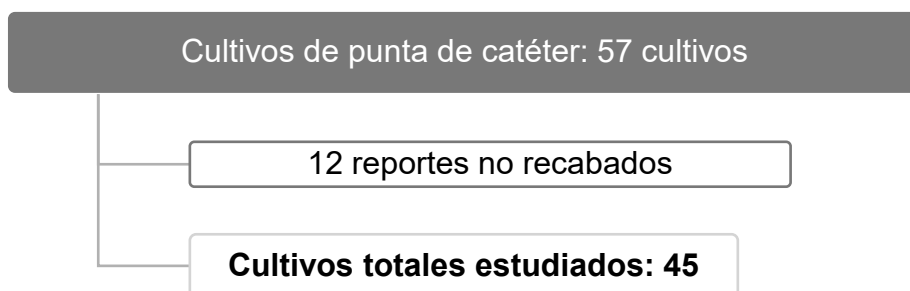 Cultivos de punta de catéter: 57 cultivos
12 reportes no recabados
Cultivos totales estudiados: 45